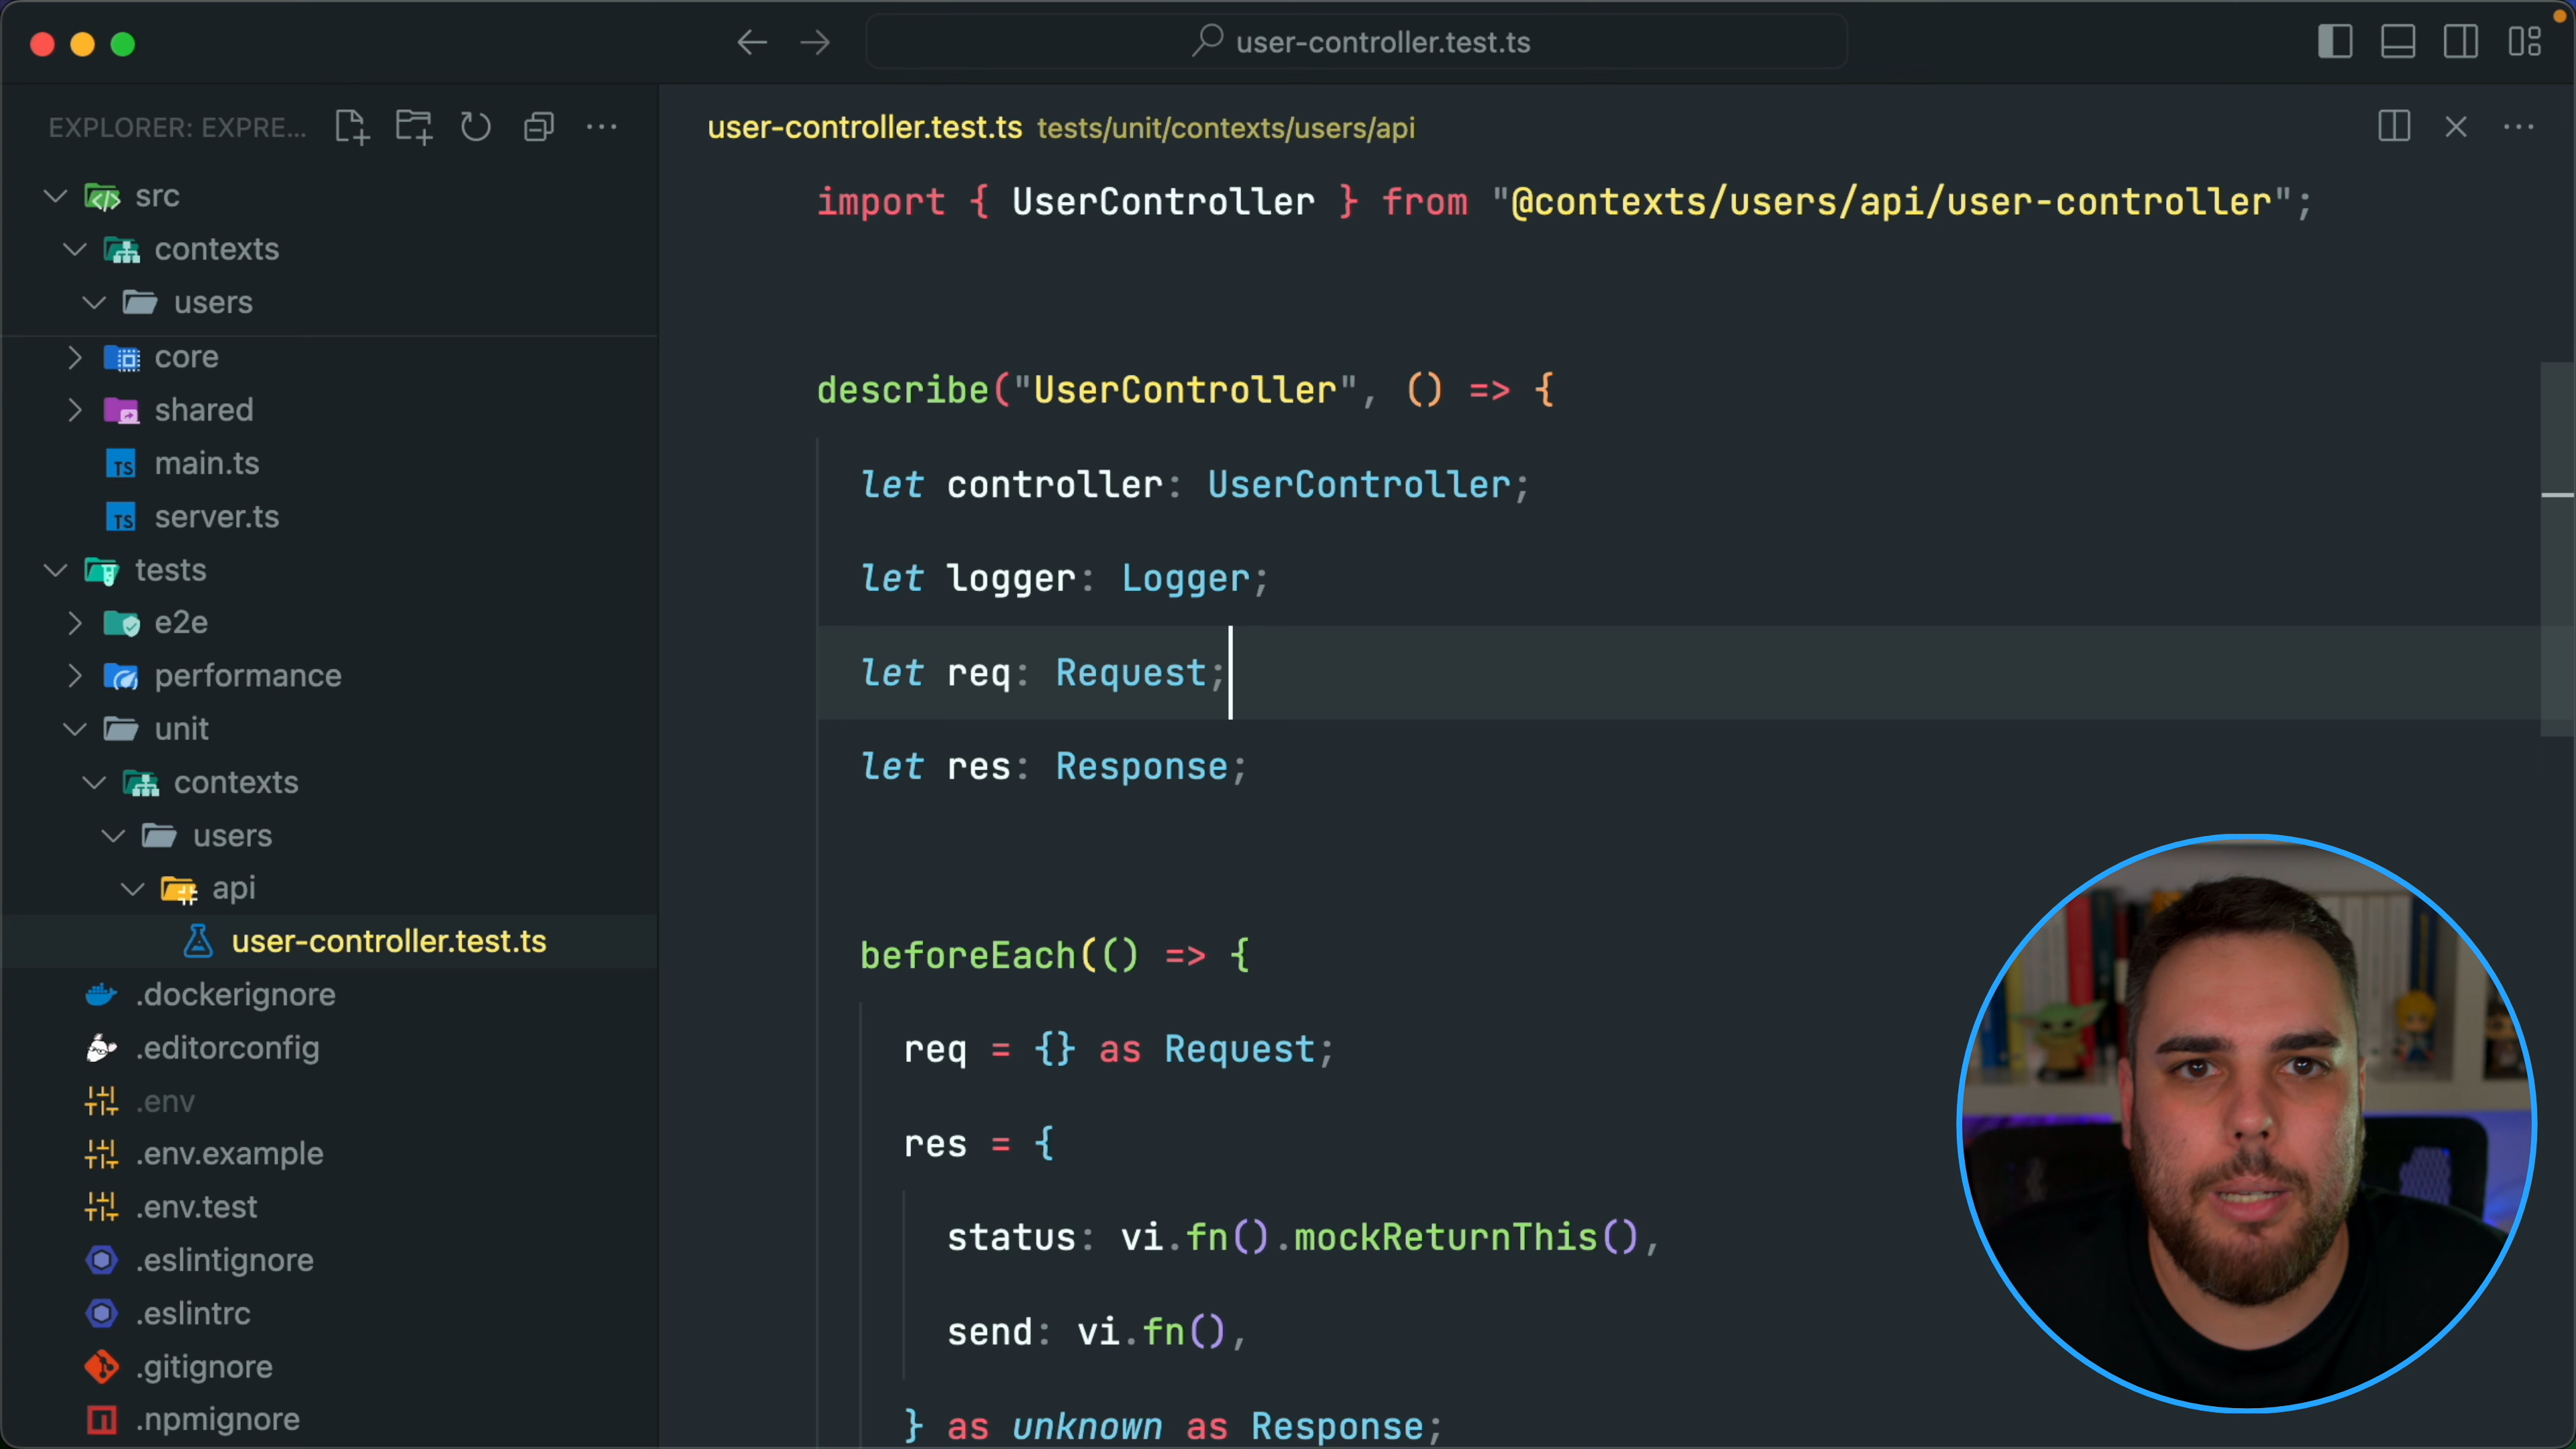 user-controller.test.ts
EXPLORER: EXPRE...
src
contexts
users
core
shared
TS main.ts
TS server.ts
tests
e2e
performance
unit
contexts
users
api
user-controller.test.ts
.dockerignore
.editorconfig
.env
.env.example
.env.test
.eslintignore
.eslintrc
.gitignore
.npmignore
user-controller.test.ts tests/unit/contexts/users/api
import { UserController } from "@contexts/users/api/user-controller";
describe("UserController", () => {
let controller: UserController;
let logger: Logger;
let req: Request;
let res: Response;
beforeEach(() => {
req = {} as Request;
res = {
status: vi.fn().mockReturnThis(),
send: vi.fn(),
} as unknown as Response;